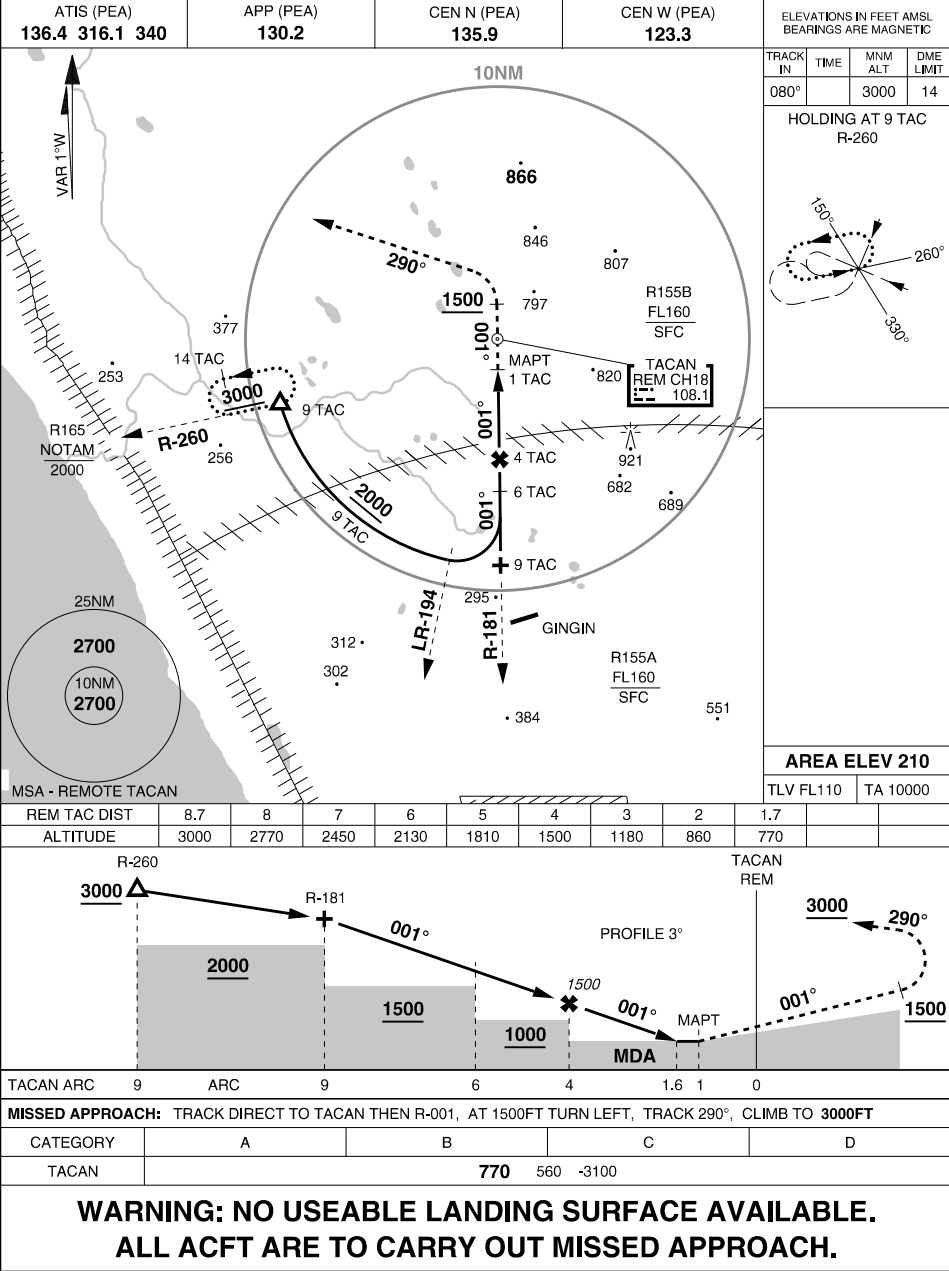 ATIS (PEA)
136.4 316.1 340
APP (PEA)
130.2
CEN N (PEA)
135.9
CEN W (PEA)
123.3
ELEVATIONS IN FEET AMSL
BEARINGS ARE MAGNETIC
TRACK IN TIME MNM ALT DME LIMIT
080° 3000 14
HOLDING AT 9 TAC
R-260
150°
260°
330°
VAR 1°W
10NM
866
846
807
290°
1500
797
R155B
FL160
SFC
001°
377
MAPT
1 TAC
TACAN
REM CH18
108.1
820
14 TAC
253
3000
9 TAC
R-260
R165
NOTAM
2000
256
001°
4 TAC
921
682
689
6 TAC
001°
2000
9 TAC
9 TAC
295
LR-194
R-181
GINGIN
312
302
R155A
FL160
SFC
384
551
25NM
2700
10NM
2700
MSA - REMOTE TACAN
AREA ELEV 210
TLV FL110 TA 10000
REM TAC DIST 8.7 8 7 6 5 4 3 2 1.7
ALTITUDE 3000 2770 2450 2130 1810 1500 1180 860 770
R-260
3000
R-181
001°
PROFILE 3°
TACAN
REM
3000
290°
2000
1500
1500
001°
MAPT
001°
1500
1000
MDA
TACAN ARC 9 ARC 9 6 4 1.6 1 0
MISSED APPROACH: TRACK DIRECT TO TACAN THEN R-001, AT 1500FT TURN LEFT, TRACK 290°, CLIMB TO 3000FT
CATEGORY A B C D
TACAN 770 560 -3100
WARNING: NO USEABLE LANDING SURFACE AVAILABLE.
ALL ACFT ARE TO CARRY OUT MISSED APPROACH.